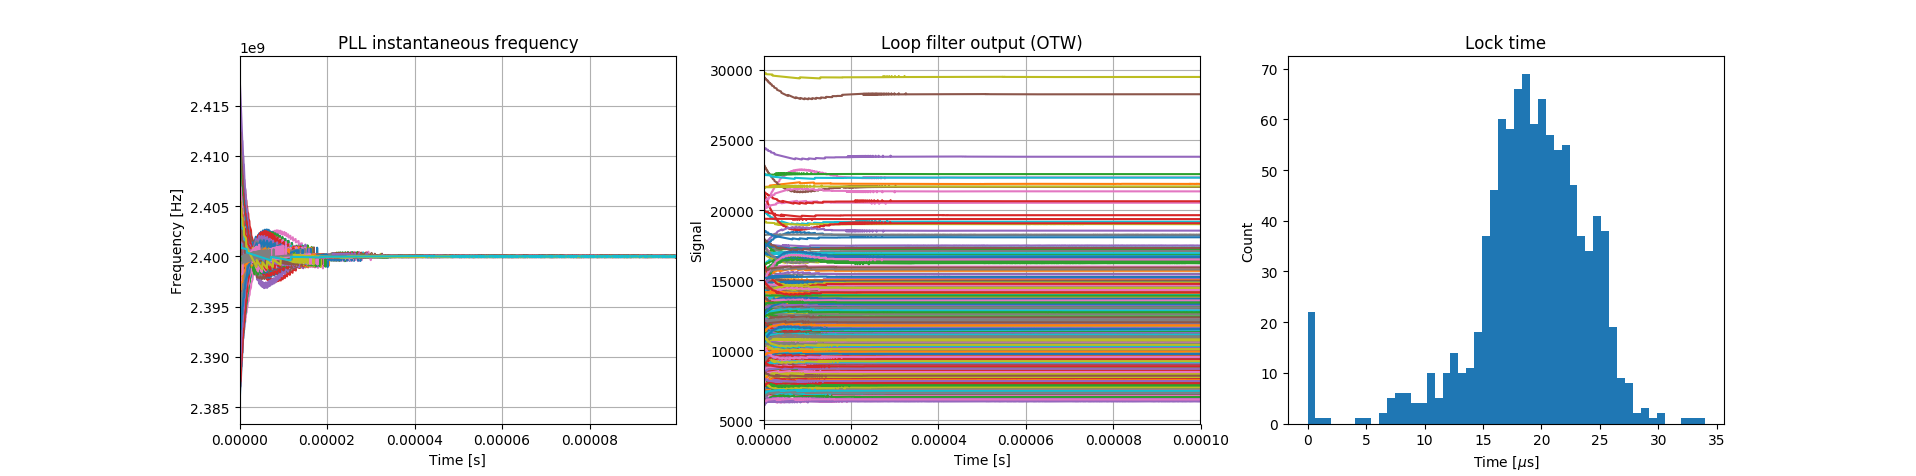 PLL instantaneous frequency
1e9
2.415
2.410
2.405
2.400
2.395
2.390
2.385
Frequency [Hz]
0.00000 0.00002 0.00004 0.00006 0.00008
Time [s]
Loop filter output (OTW)
30000
25000
20000
15000
10000
5000
Signal
0.00000 0.00002 0.00004 0.00006 0.00008 0.00010
Time [s]
Lock time
70
60
50
40
30
20
10
0
Count
0 5 10 15 20 25 30 35
Time [μs]